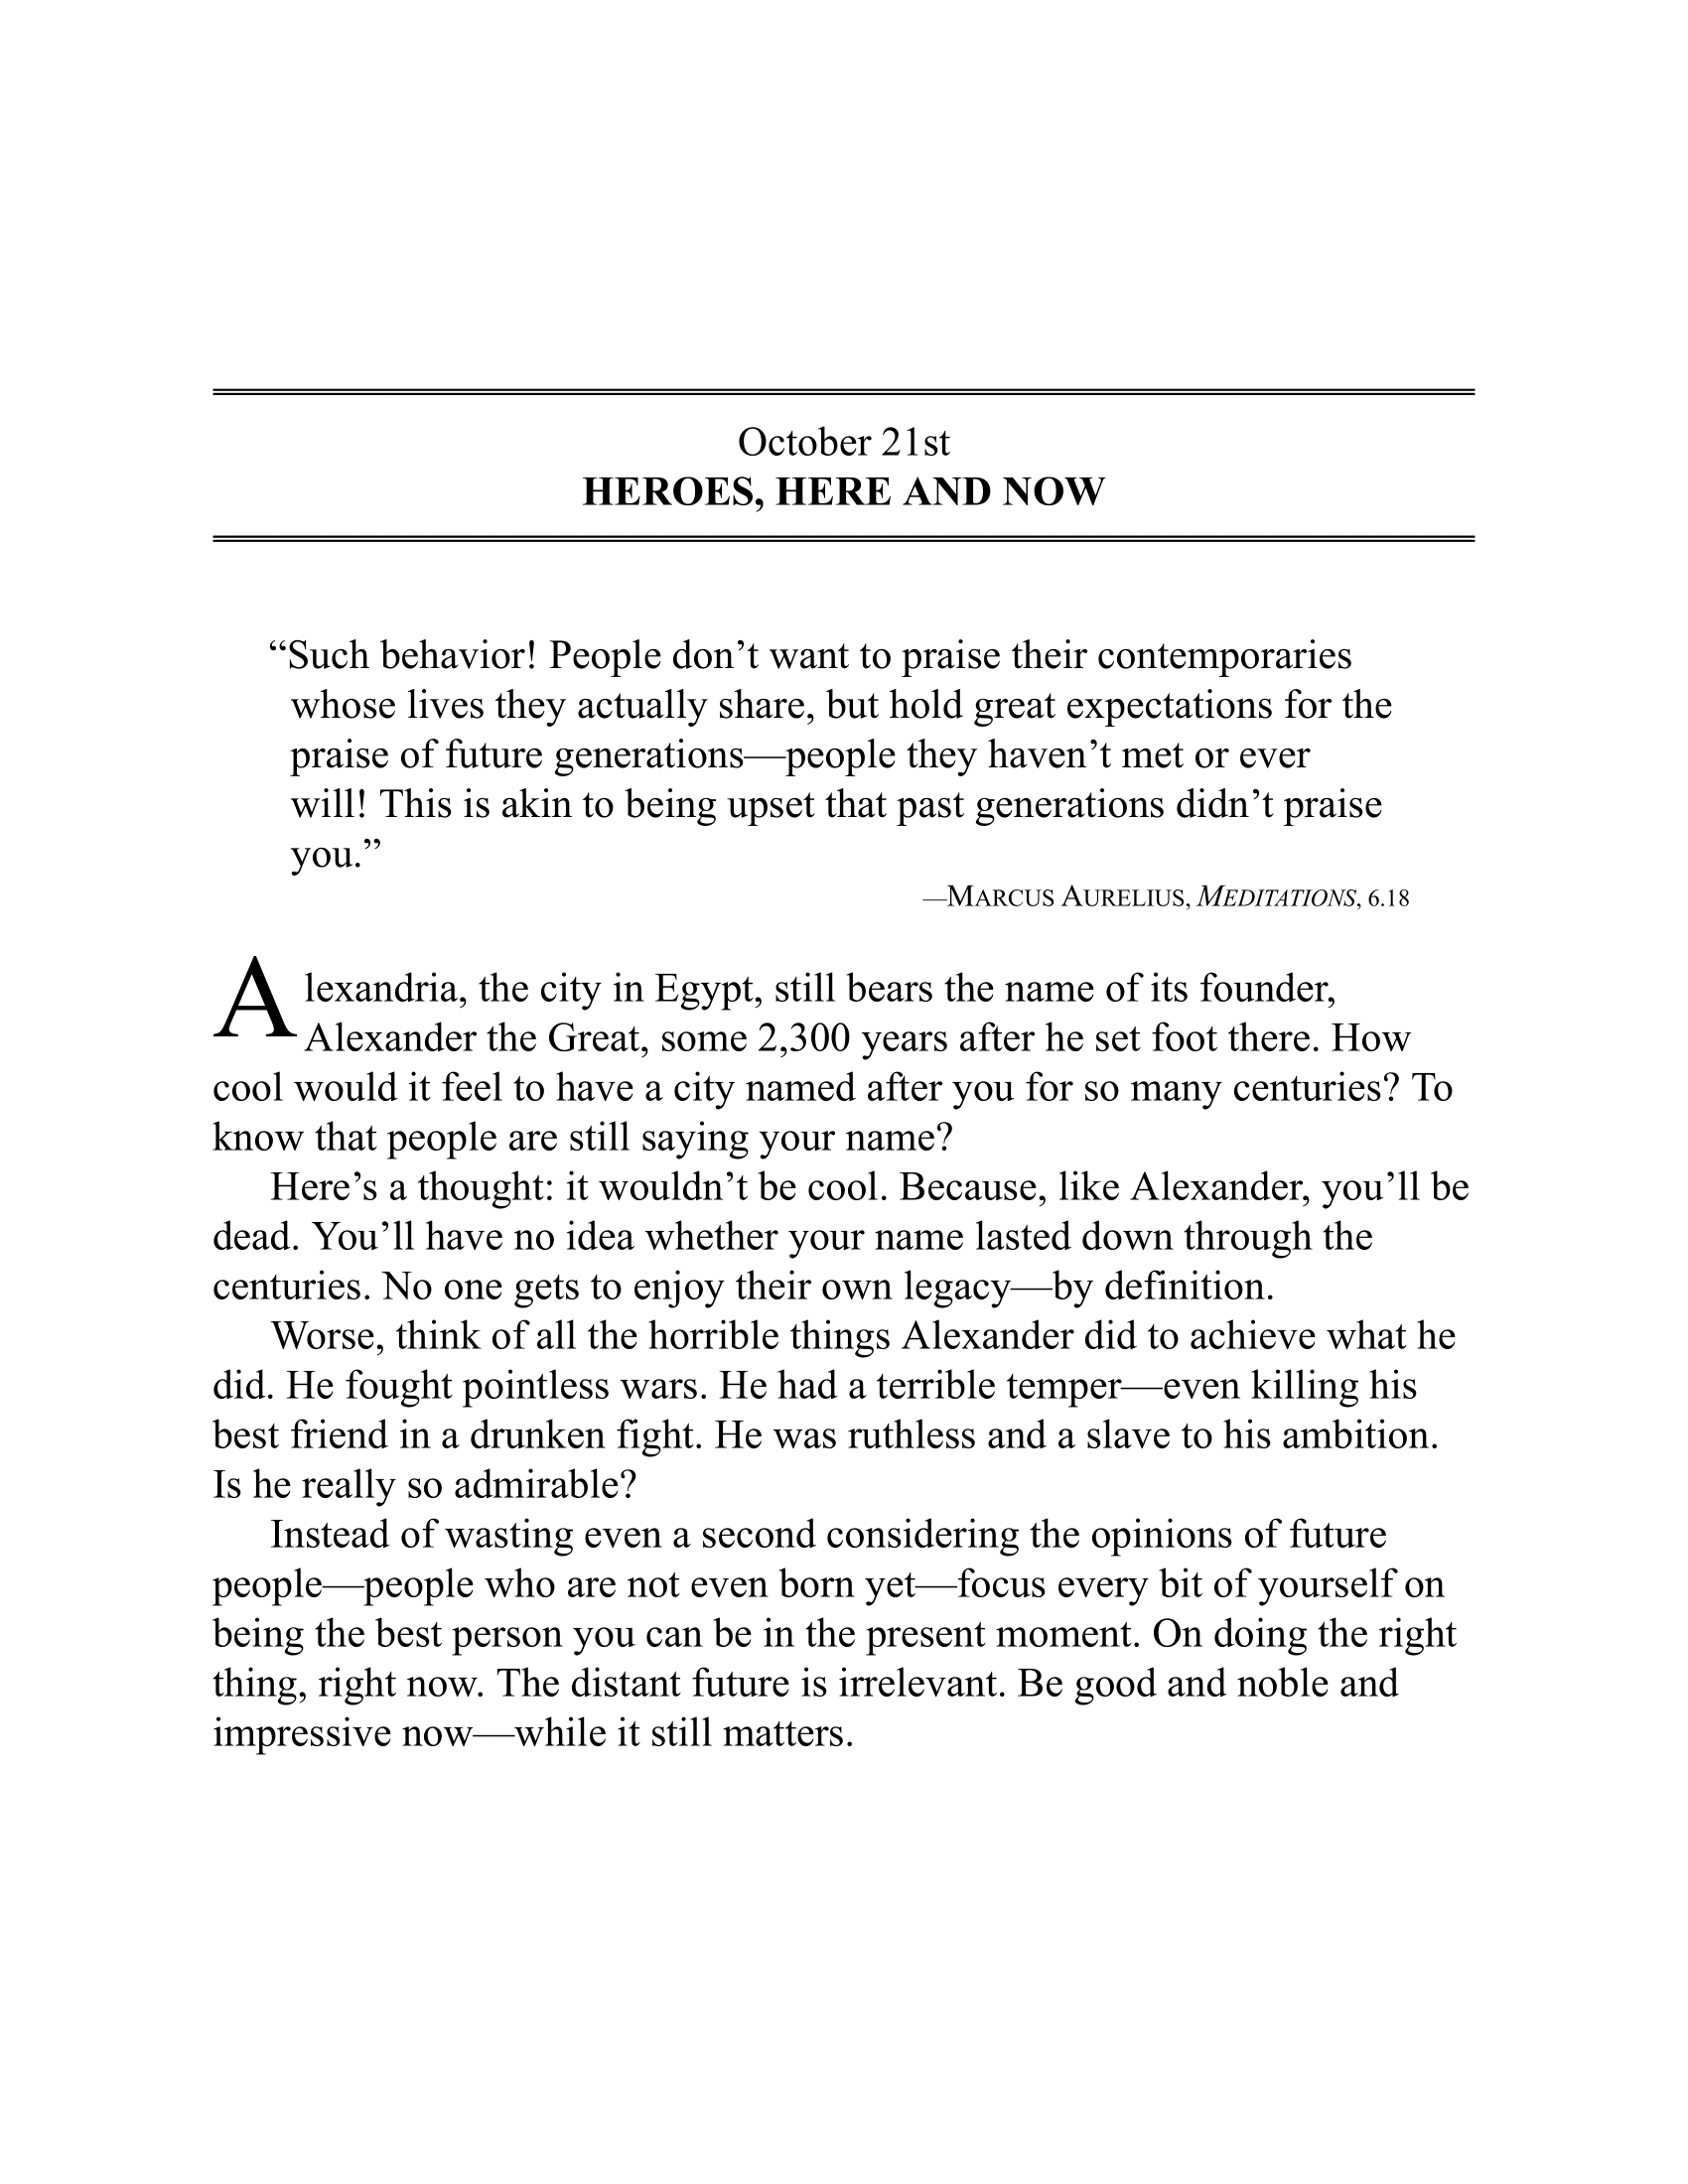 October 21st
HEROES, HERE AND NOW
“Such behavior! People don’t want to praise their contemporaries
whose lives they actually share, but hold great expectations for the
praise of future generations—people they haven’t met or ever
will! This is akin to being upset that past generations didn’t praise
you.”
—MARCUS AURELIUS, MEDITATIONS, 6.18
Alexandria, the city in Egypt, still bears the name of its founder,
Alexander the Great, some 2,300 years after he set foot there. How
cool would it feel to have a city named after you for so many centuries? To
know that people are still saying your name?
Here’s a thought: it wouldn’t be cool. Because, like Alexander, you’ll be
dead. You’ll have no idea whether your name lasted down through the
centuries. No one gets to enjoy their own legacy—by definition.
Worse, think of all the horrible things Alexander did to achieve what he
did. He fought pointless wars. He had a terrible temper—even killing his
best friend in a drunken fight. He was ruthless and a slave to his ambition.
Is he really so admirable?
Instead of wasting even a second considering the opinions of future
people—people who are not even born yet—focus every bit of yourself on
being the best person you can be in the present moment. On doing the right
thing, right now. The distant future is irrelevant. Be good and noble and
impressive now—while it still matters.